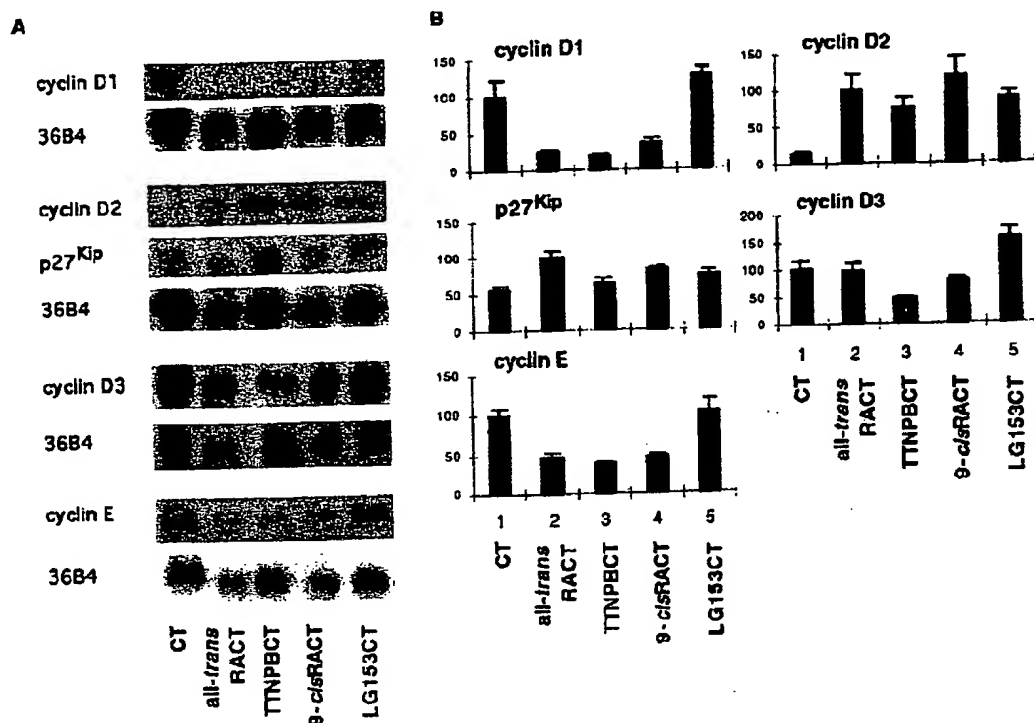 A
cyclin D1
36B4
cyclin D2
p27Kip
36B4
cyclin D3
36B4
cyclin E
36B4
CT
all-trans
RACT
TTNPBCT
9-cisRACT
LG153CT
B
cyclin D1
150
100
50
0
cyclin D2
150
100
50
0
p27Kip
150
100
50
0
cyclin D3
200
150
100
50
0
cyclin E
150
100
50
0
1 2 3 4 5
CT
all-trans
RACT
TTNPBCT
9-cisRACT
LG153CT
1 2 3 4 5
CT
all-trans
RACT
TTNPBCT
9-cisRACT
LG153CT